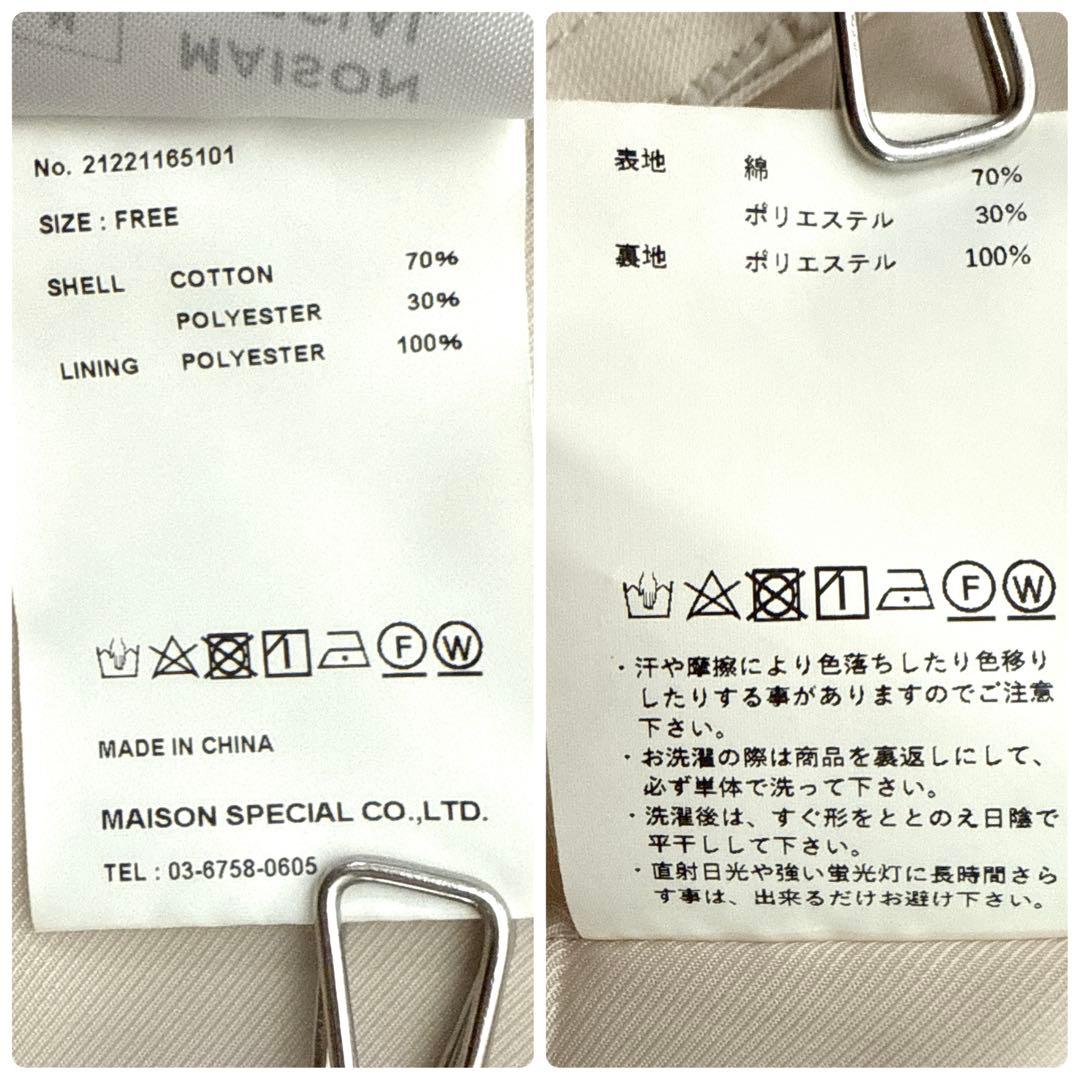 MAISON
SPECIAL
No. 21221165101
SIZE : FREE
SHELL COTTON 70%
POLYESTER 30%
LINING POLYESTER 100%
F W
MADE IN CHINA
MAISON SPECIAL CO.,LTD.
TEL : 03-6758-0605
表地 綿 70%
ポリエステル 30%
裏地 ポリエステル 100%
F W
・汗や摩擦により色落ちしたり色移り
したりする事がありますのでご注意
下さい。
・お洗濯の際は商品を裏返しにして、
必ず単体で洗って下さい。
・洗濯後は、すぐ形をととのえ日陰で
平干しして下さい。
・直射日光や強い蛍光灯に長時間さら
す事は、出来るだけお避け下さい。